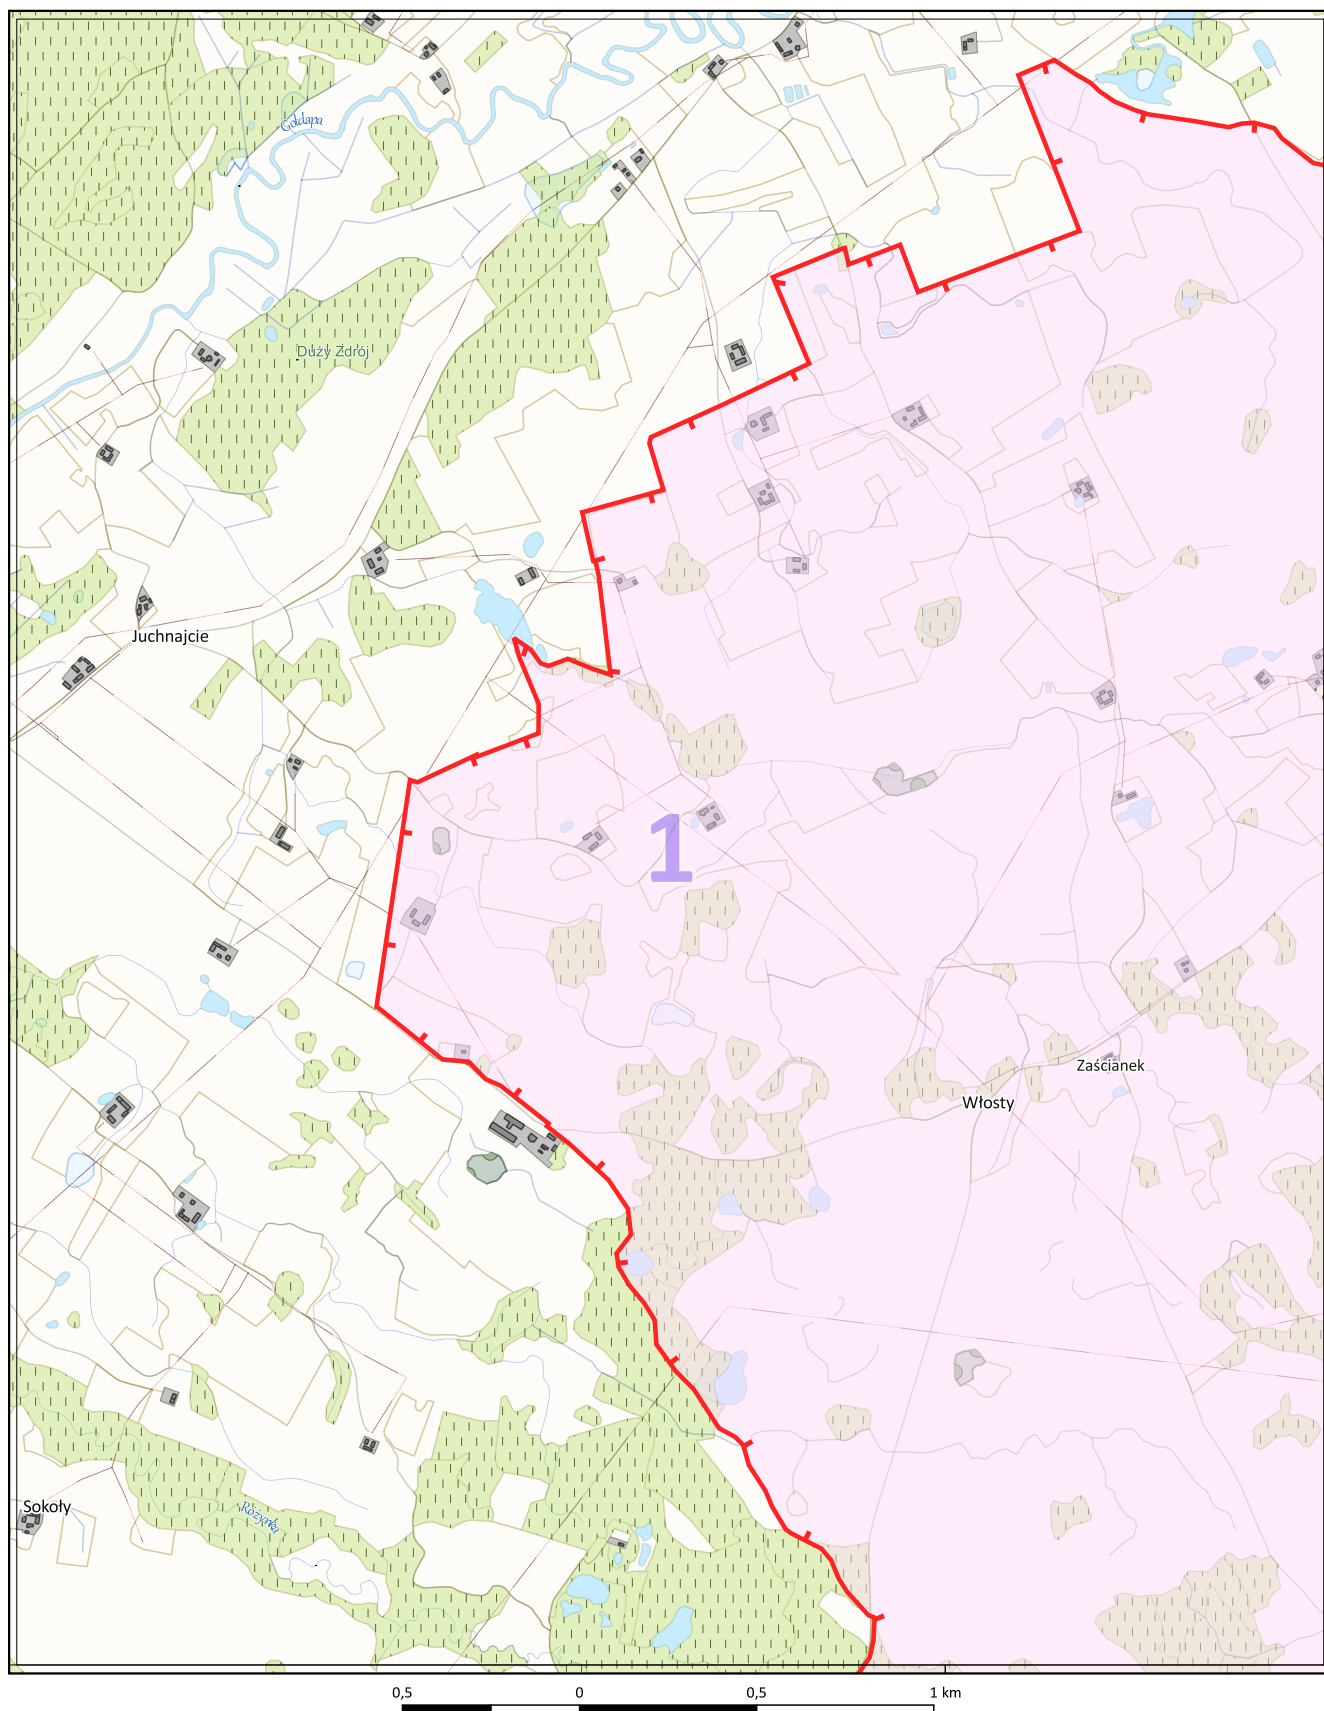 Gołdapa
Duży Zdrój
Juchnajcie
1
Zaścianek
Włosty
Sokoły
Różynka
0,5 0 0,5 1 km